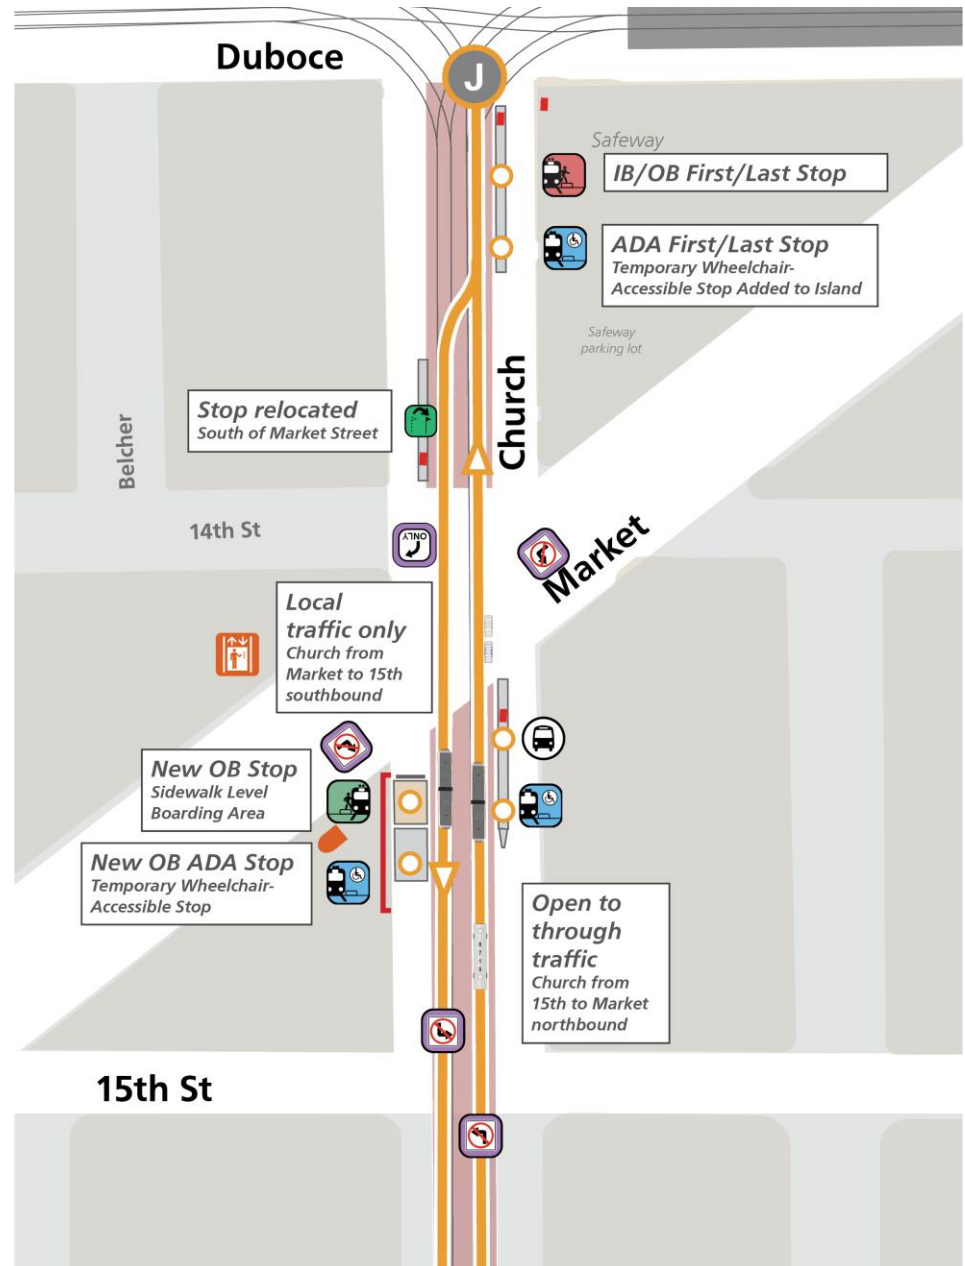 Duboce
J
Safeway
IB/OB First/Last Stop
ADA First/Last Stop
Temporary Wheelchair-
Accessible Stop Added to Island
Safeway
parking lot
Church
Stop relocated
South of Market Street
Belcher
14th St
ONLY
Market
Local
traffic only
Church from
Market to 15th
southbound
New OB Stop
Sidewalk Level
Boarding Area
New OB ADA Stop
Temporary Wheelchair-
Accessible Stop
Open to
through
traffic
Church from
15th to Market
northbound
15th St